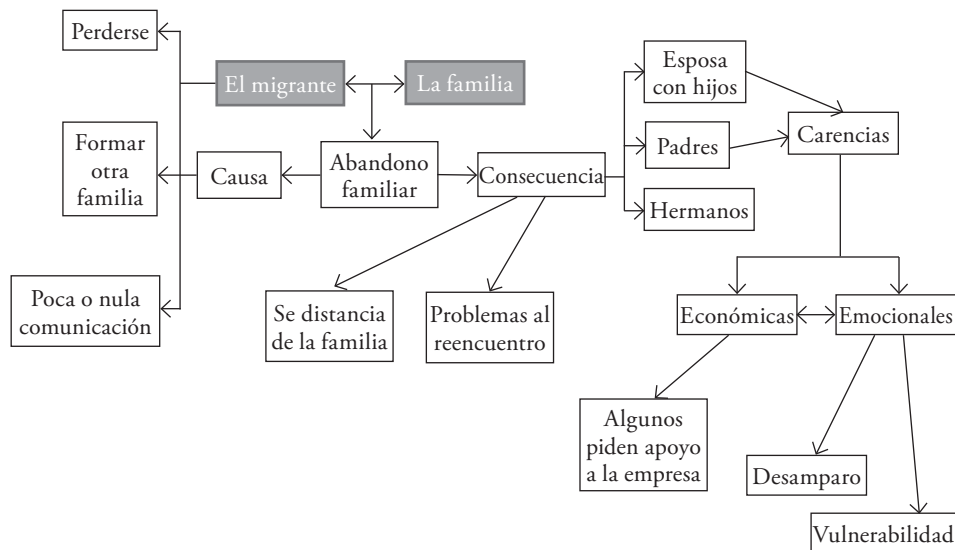 Perderse
El migrante
La familia
Esposa
con hijos
Formar
otra
familia
Causa
Abandono
familiar
Consecuencia
Padres
Carencias
Hermanos
Poca o nula
comunicación
Se distancia
de la familia
Problemas al
reencuentro
Económicas
Emocionales
Algunos
piden apoyo
a la empresa
Desamparo
Vulnerabilidad